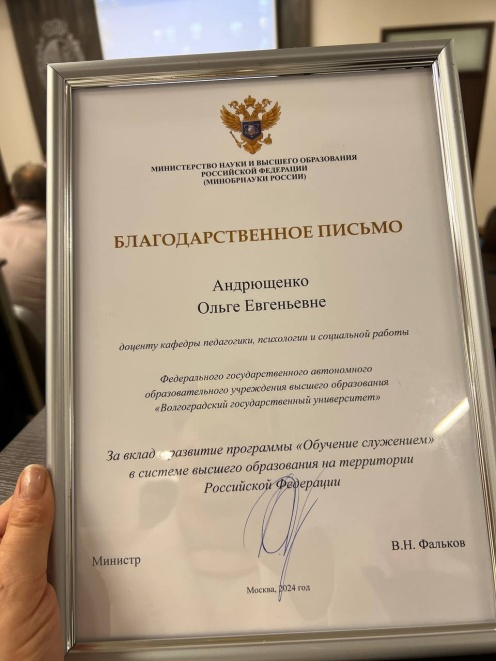 МИНИСТЕРСТВО НАУКИ И ВЫСШЕГО ОБРАЗОВАНИЯ
РОССИЙСКОЙ ФЕДЕРАЦИИ
(МИНОБРНАУКИ РОССИИ)
БЛАГОДАРСТВЕННОЕ ПИСЬМО
Андрющенко
Ольге Евгеньевне
доценту кафедры педагогики, психологии и социальной работы
Федерального государственного автономного
образовательного учреждения высшего образования
«Волгоградский государственный университет»
За вклад в развитие программы «Обучение служением»
в системе высшего образования на территории
Российской Федерации
Министр
В.Н. Фальков
Москва, 2024 год